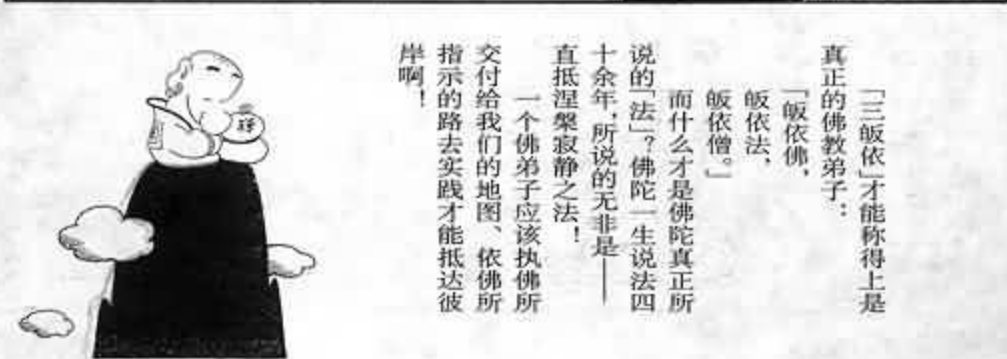 「三皈依」才能称得上是
真正的佛教弟子：
「皈依佛，
皈依法、
皈依僧。」
而什么才是佛陀真正所
说的「法」？佛陀一生说法四
十余年，所说的无非是——
直抵涅槃寂静之法！
一个佛弟子应该执佛所
交付给我们的地图、依佛所
指示的路去实践才能抵达彼
岸啊！